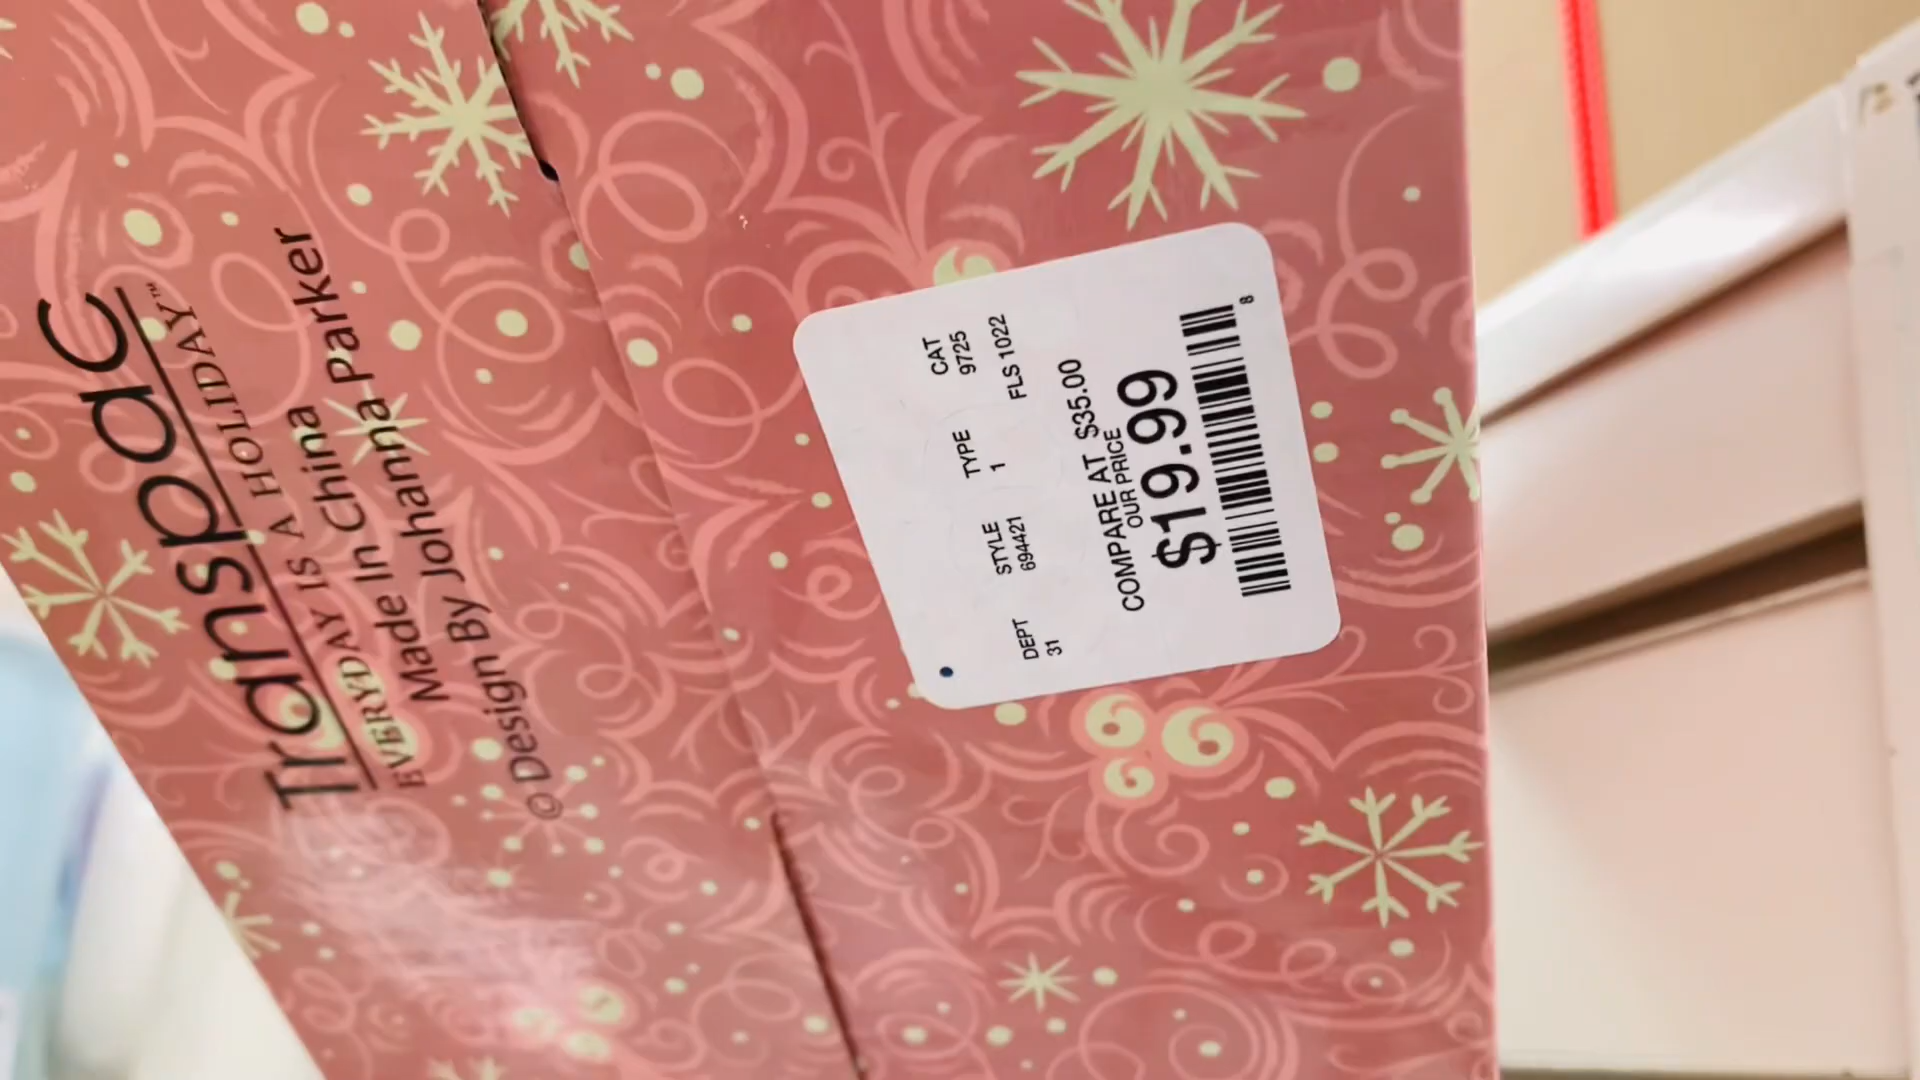 Transpac
EVERYDAY IS A HOLIDAY™
Made In China
© Design By Johanna Parker
DEPT STYLE TYPE CAT
31 694421 1 9725
FLS 1022
COMPARE AT $35.00
OUR PRICE
$19.99
8